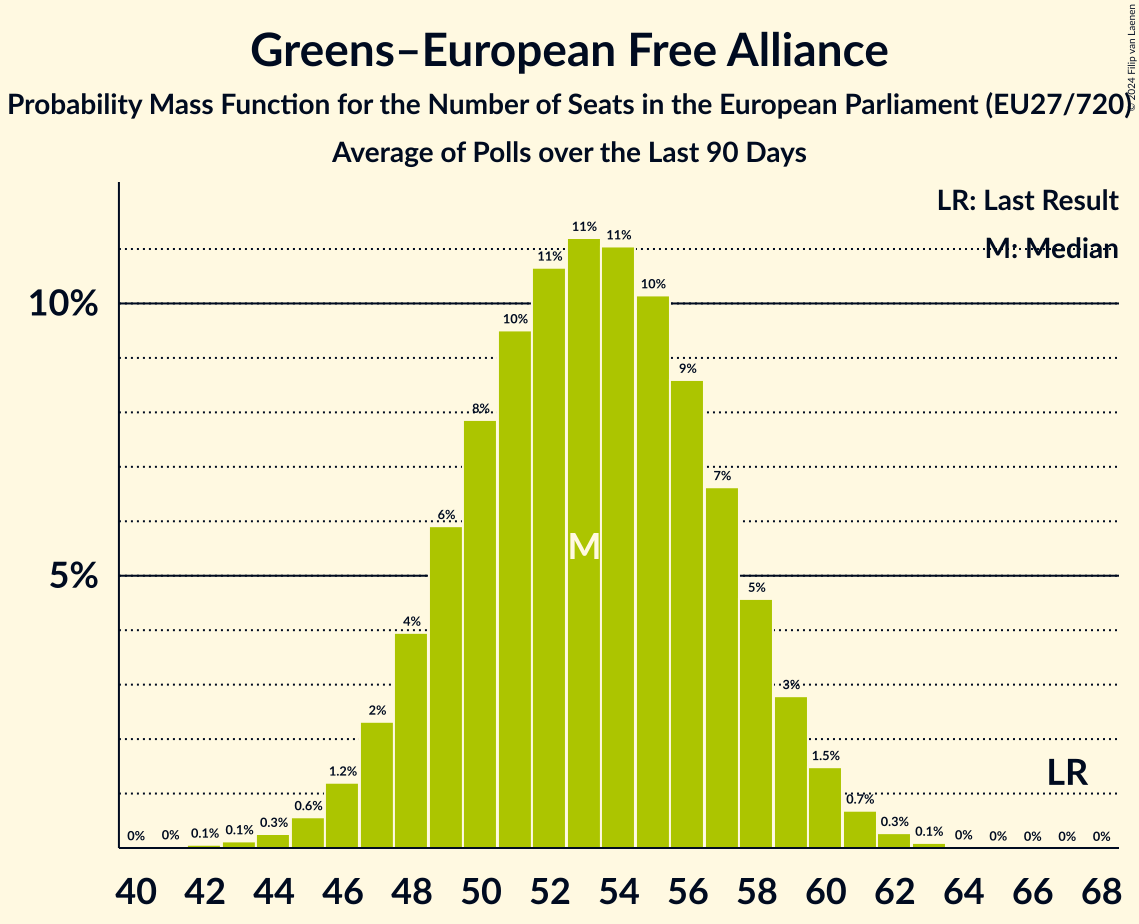 Greens–European Free Alliance
Probability Mass Function for the Number of Seats in the European Parliament (EU27/720)
Average of Polls over the Last 90 Days
© 2024 Filip van Laenen
LR: Last Result
M: Median
10%
5%
0% 0% 0.1% 0.1% 0.3% 0.6% 1.2% 2% 4% 6% 8% 10% 11% 11% 11% 10% 9% 7% 5% 3% 1.5% 0.7% 0.3% 0.1% 0% 0% 0% 0% 0%
M
LR
40 42 44 46 48 50 52 54 56 58 60 62 64 66 68